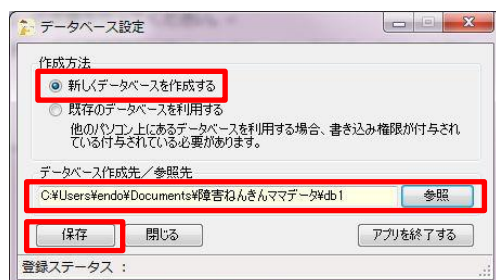 データベース設定
作成方法
新しくデータベースを作成する
既存のデータベースを利用する
他のパソコン上にあるデータベースを利用する場合、書き込み権限が付与され
ている付与されている必要があります。
データベース作成先／参照先
C:¥Users¥endo¥Documents¥障害ねんきんママデータ¥db1
参照
保存
閉じる
アプリを終了する
登録ステータス：